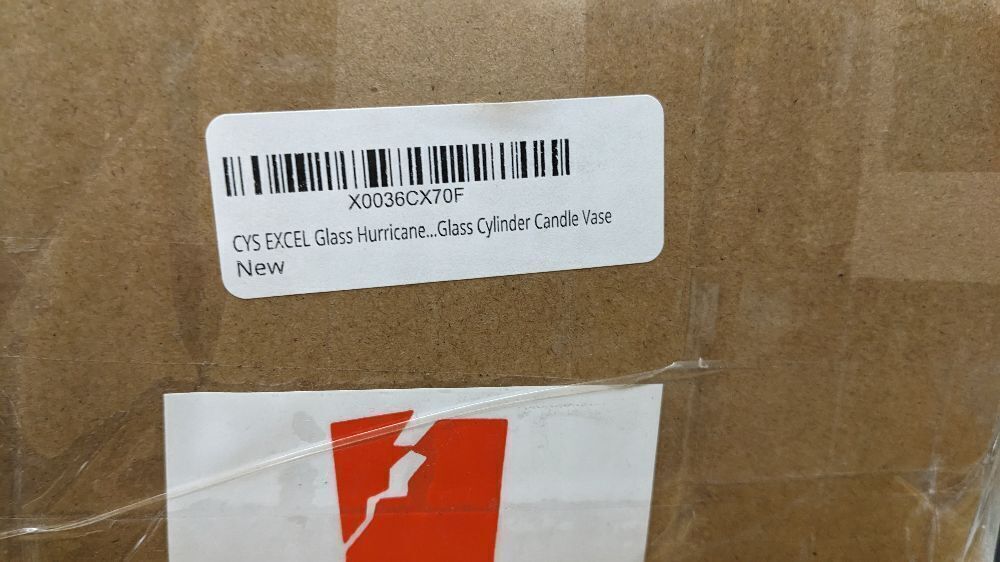 X0036CX70F
CYS EXCEL Glass Hurricane...Glass Cylinder Candle Vase
New